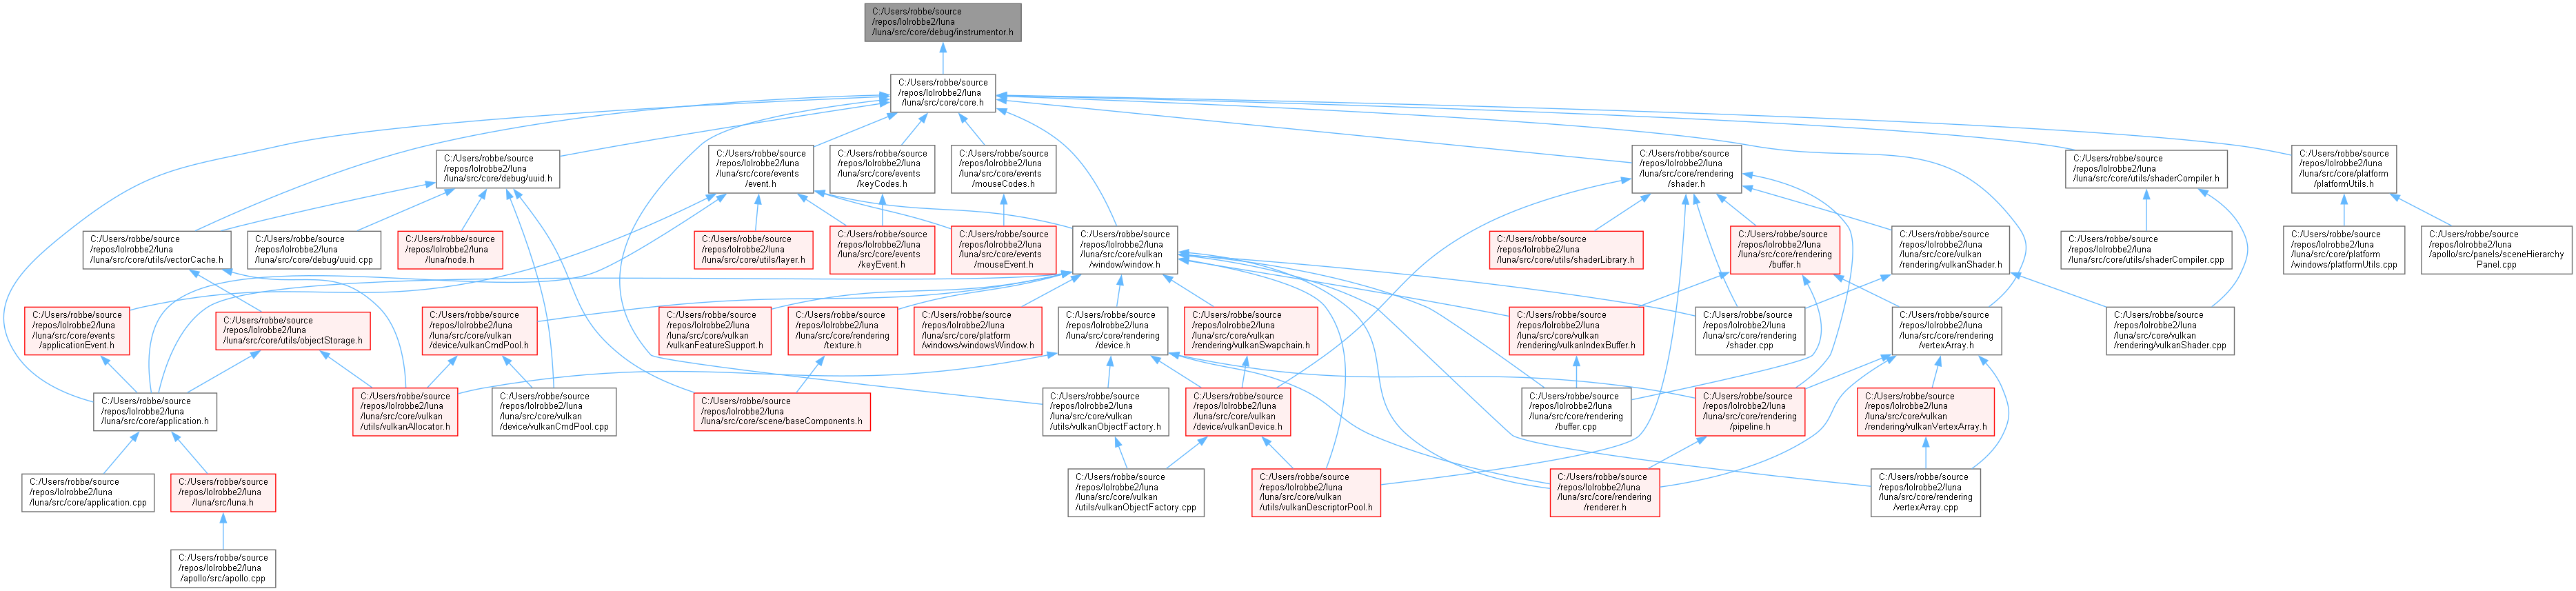 C:/Users/robbe/source
/repos/lolrobbe2/luna
/luna/src/core/debug/instrumentor.h
C:/Users/robbe/source
/repos/lolrobbe2/luna
/luna/src/core/core.h
C:/Users/robbe/source
/repos/lolrobbe2/luna
/luna/src/core/debug/uuid.h
C:/Users/robbe/source
/repos/lolrobbe2/luna
/luna/src/core/events
/event.h
C:/Users/robbe/source
/repos/lolrobbe2/luna
/luna/src/core/events
/keyCodes.h
C:/Users/robbe/source
/repos/lolrobbe2/luna
/luna/src/core/events
/mouseCodes.h
C:/Users/robbe/source
/repos/lolrobbe2/luna
/luna/src/core/rendering
/shader.h
C:/Users/robbe/source
/repos/lolrobbe2/luna
/luna/src/core/utils/shaderCompiler.h
C:/Users/robbe/source
/repos/lolrobbe2/luna
/luna/src/core/platform
/platformUtils.h
C:/Users/robbe/source
/repos/lolrobbe2/luna
/luna/src/core/utils/vectorCache.h
C:/Users/robbe/source
/repos/lolrobbe2/luna
/luna/src/core/debug/uuid.cpp
C:/Users/robbe/source
/repos/lolrobbe2/luna
/luna/node.h
C:/Users/robbe/source
/repos/lolrobbe2/luna
/luna/src/core/utils/layer.h
C:/Users/robbe/source
/repos/lolrobbe2/luna
/luna/src/core/events
/keyEvent.h
C:/Users/robbe/source
/repos/lolrobbe2/luna
/luna/src/core/events
/mouseEvent.h
C:/Users/robbe/source
/repos/lolrobbe2/luna
/luna/src/core/vulkan
/window/window.h
C:/Users/robbe/source
/repos/lolrobbe2/luna
/luna/src/core/utils/shaderLibrary.h
C:/Users/robbe/source
/repos/lolrobbe2/luna
/luna/src/core/rendering
/buffer.h
C:/Users/robbe/source
/repos/lolrobbe2/luna
/luna/src/core/vulkan
/rendering/vulkanShader.h
C:/Users/robbe/source
/repos/lolrobbe2/luna
/luna/src/core/utils/shaderCompiler.cpp
C:/Users/robbe/source
/repos/lolrobbe2/luna
/luna/src/core/platform
/windows/platformUtils.cpp
C:/Users/robbe/source
/repos/lolrobbe2/luna
/apollo/src/panels/sceneHierarchy
Panel.cpp
C:/Users/robbe/source
/repos/lolrobbe2/luna
/luna/src/core/events
/applicationEvent.h
C:/Users/robbe/source
/repos/lolrobbe2/luna
/luna/src/core/utils/objectStorage.h
C:/Users/robbe/source
/repos/lolrobbe2/luna
/luna/src/core/vulkan
/device/vulkanCmdPool.h
C:/Users/robbe/source
/repos/lolrobbe2/luna
/luna/src/core/vulkan
/vulkanFeatureSupport.h
C:/Users/robbe/source
/repos/lolrobbe2/luna
/luna/src/core/rendering
/texture.h
C:/Users/robbe/source
/repos/lolrobbe2/luna
/luna/src/core/platform
/windows/windowsWindow.h
C:/Users/robbe/source
/repos/lolrobbe2/luna
/luna/src/core/rendering
/device.h
C:/Users/robbe/source
/repos/lolrobbe2/luna
/luna/src/core/vulkan
/rendering/vulkanSwapchain.h
C:/Users/robbe/source
/repos/lolrobbe2/luna
/luna/src/core/vulkan
/rendering/vulkanIndexBuffer.h
C:/Users/robbe/source
/repos/lolrobbe2/luna
/luna/src/core/rendering
/shader.cpp
C:/Users/robbe/source
/repos/lolrobbe2/luna
/luna/src/core/rendering
/vertexArray.h
C:/Users/robbe/source
/repos/lolrobbe2/luna
/luna/src/core/vulkan
/rendering/vulkanShader.cpp
C:/Users/robbe/source
/repos/lolrobbe2/luna
/luna/src/core/application.h
C:/Users/robbe/source
/repos/lolrobbe2/luna
/luna/src/core/vulkan
/utils/vulkanAllocator.h
C:/Users/robbe/source
/repos/lolrobbe2/luna
/luna/src/core/vulkan
/device/vulkanCmdPool.cpp
C:/Users/robbe/source
/repos/lolrobbe2/luna
/luna/src/core/scene/baseComponents.h
C:/Users/robbe/source
/repos/lolrobbe2/luna
/luna/src/core/vulkan
/utils/vulkanObjectFactory.h
C:/Users/robbe/source
/repos/lolrobbe2/luna
/luna/src/core/vulkan
/device/vulkanDevice.h
C:/Users/robbe/source
/repos/lolrobbe2/luna
/luna/src/core/rendering
/buffer.cpp
C:/Users/robbe/source
/repos/lolrobbe2/luna
/luna/src/core/rendering
/pipeline.h
C:/Users/robbe/source
/repos/lolrobbe2/luna
/luna/src/core/vulkan
/rendering/vulkanVertexArray.h
C:/Users/robbe/source
/repos/lolrobbe2/luna
/luna/src/core/application.cpp
C:/Users/robbe/source
/repos/lolrobbe2/luna
/luna/src/luna.h
C:/Users/robbe/source
/repos/lolrobbe2/luna
/luna/src/core/vulkan
/utils/vulkanObjectFactory.cpp
C:/Users/robbe/source
/repos/lolrobbe2/luna
/luna/src/core/vulkan
/utils/vulkanDescriptorPool.h
C:/Users/robbe/source
/repos/lolrobbe2/luna
/luna/src/core/rendering
/renderer.h
C:/Users/robbe/source
/repos/lolrobbe2/luna
/luna/src/core/rendering
/vertexArray.cpp
C:/Users/robbe/source
/repos/lolrobbe2/luna
/apollo/src/apollo.cpp